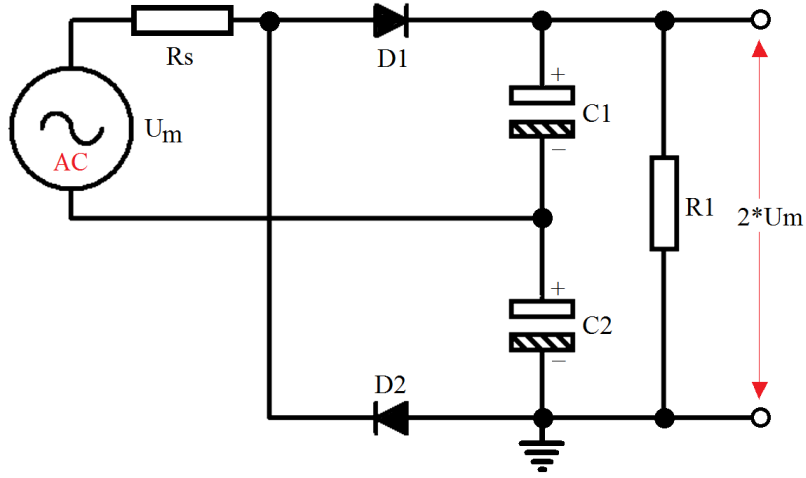 Rs
D1
+
C1
−
Um
AC
R1
2*Um
+
C2
−
D2